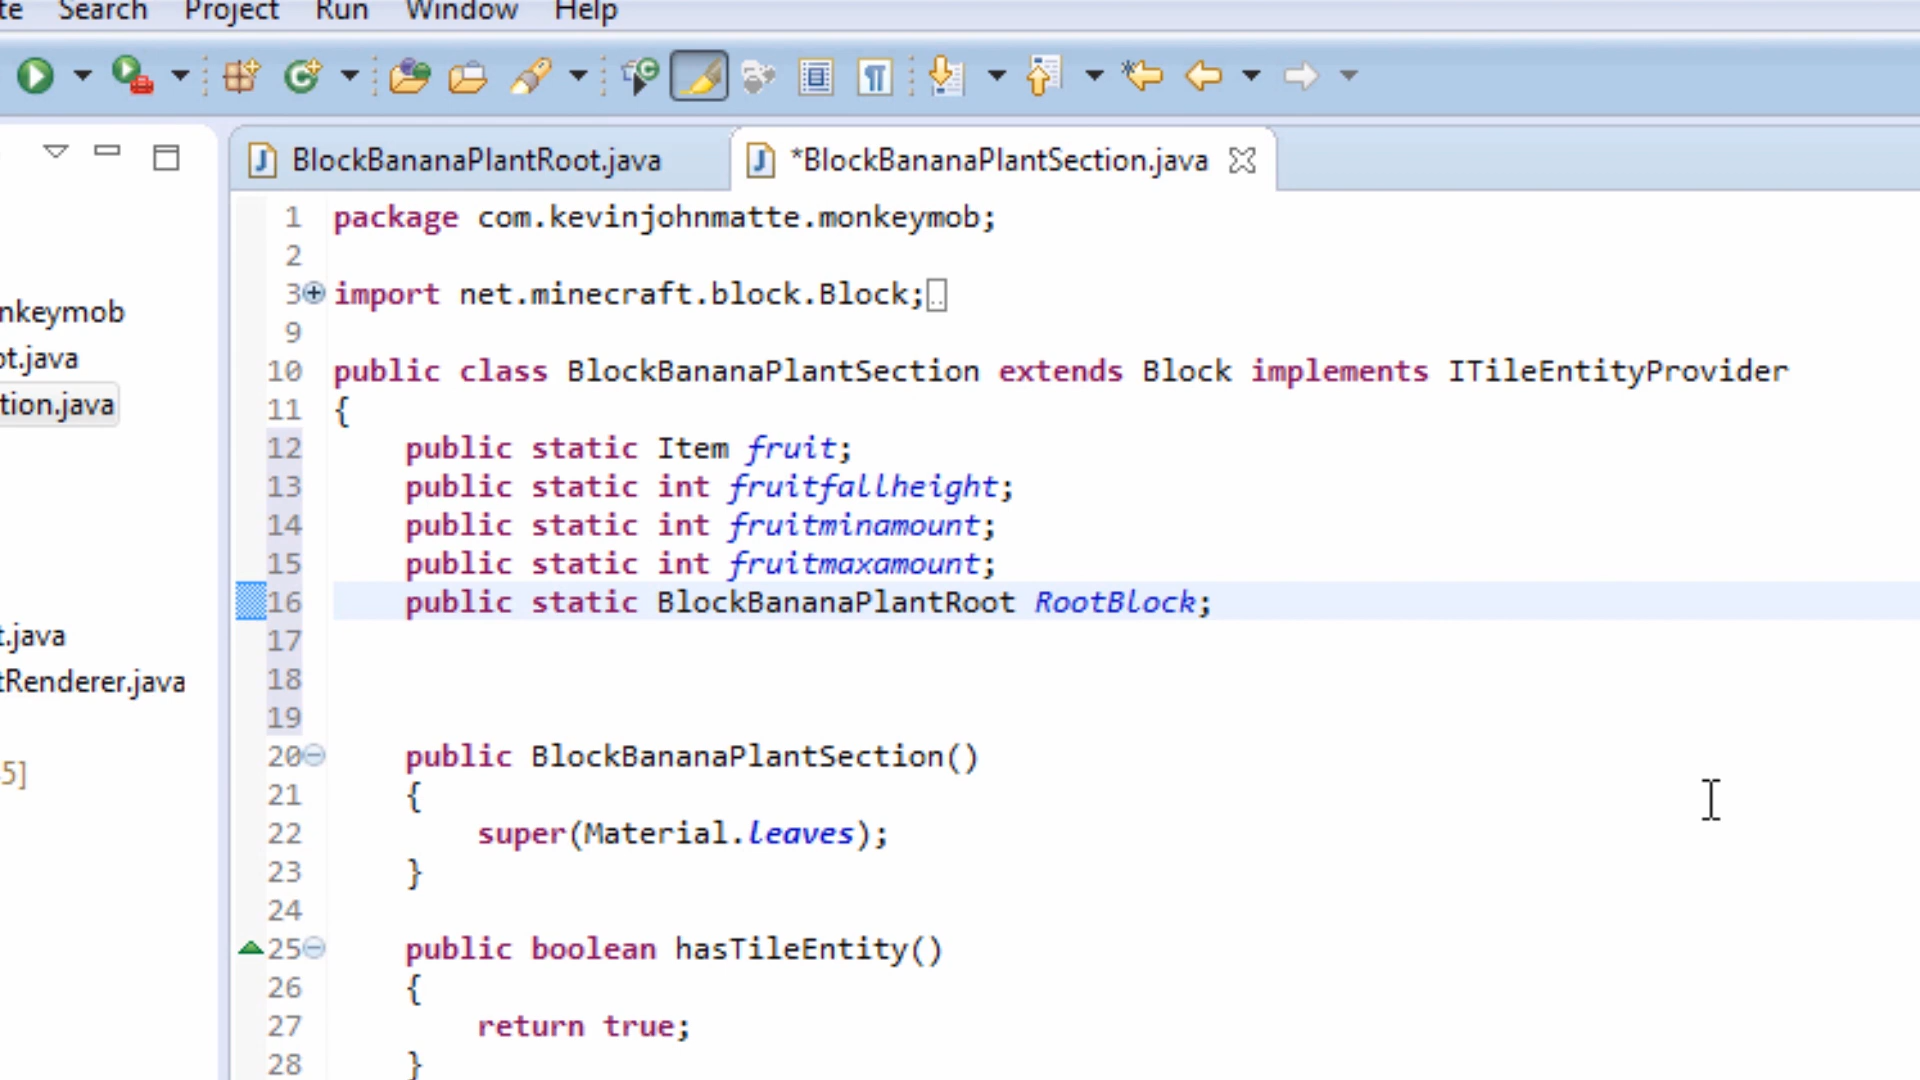 te Search Project Run Help
BlockBananaPlantRoot.java *BlockBananaPlantSection.java
nkeymob
ot.java
tion.java
t.java
tRenderer.java
5]
1 package com.kevinjohnmatte.monkeymob;
2
3 import net.minecraft.block.Block;
9
10 public class BlockBananaPlantSection extends Block implements ITileEntityProvider
11 {
12 public static Item fruit;
13 public static int fruitfallheight;
14 public static int fruitminamount;
15 public static int fruitmaxamount;
16 public static BlockBananaPlantRoot RootBlock;
17
18
19
20 public BlockBananaPlantSection()
21 {
22 super(Material.leaves);
23 }
24
25 public boolean hasTileEntity()
26 {
27 return true;
28 }